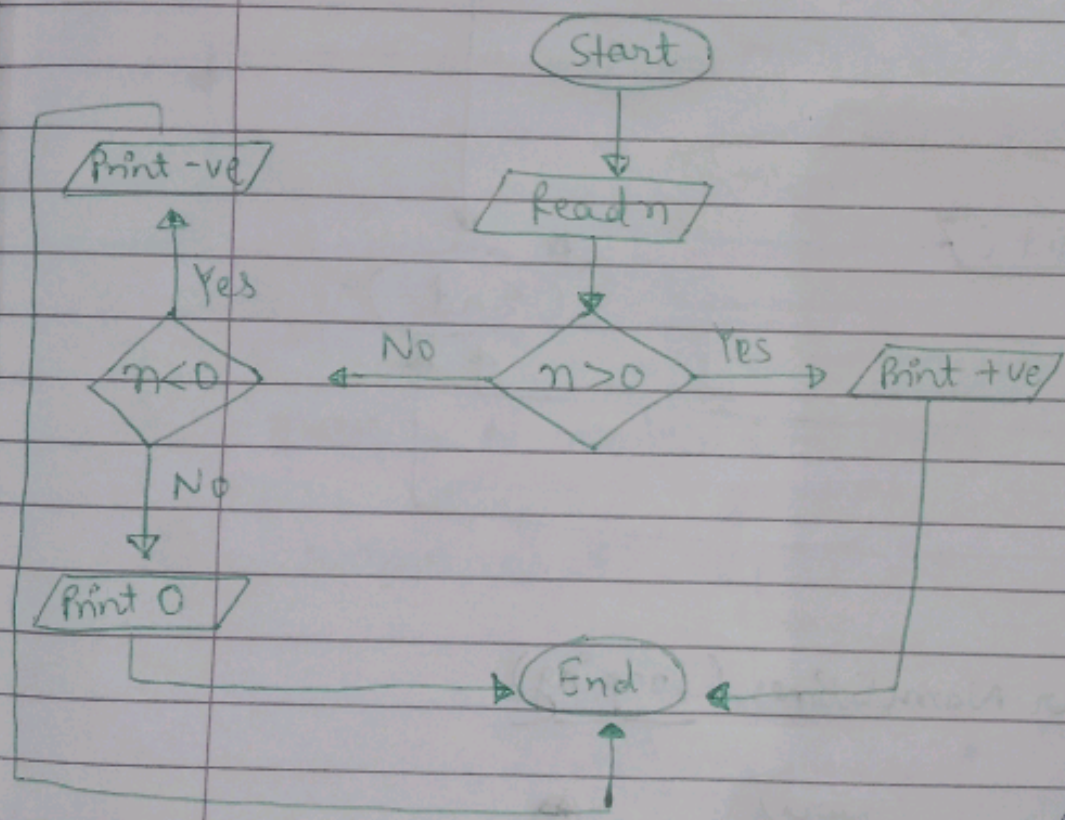 Start
Print -ve
Read n
Yes
n<0
No
n>0
Yes
Print +ve
No
Print 0
End